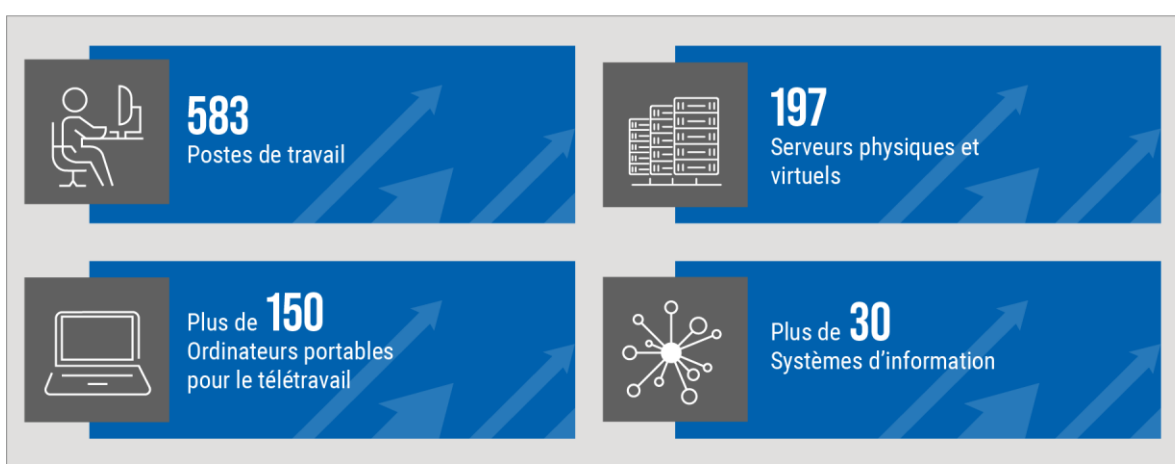 583
Postes de travail
197
Serveurs physiques et
virtuels
Plus de 150
Ordinateurs portables
pour le télétravail
Plus de 30
Systèmes d'information